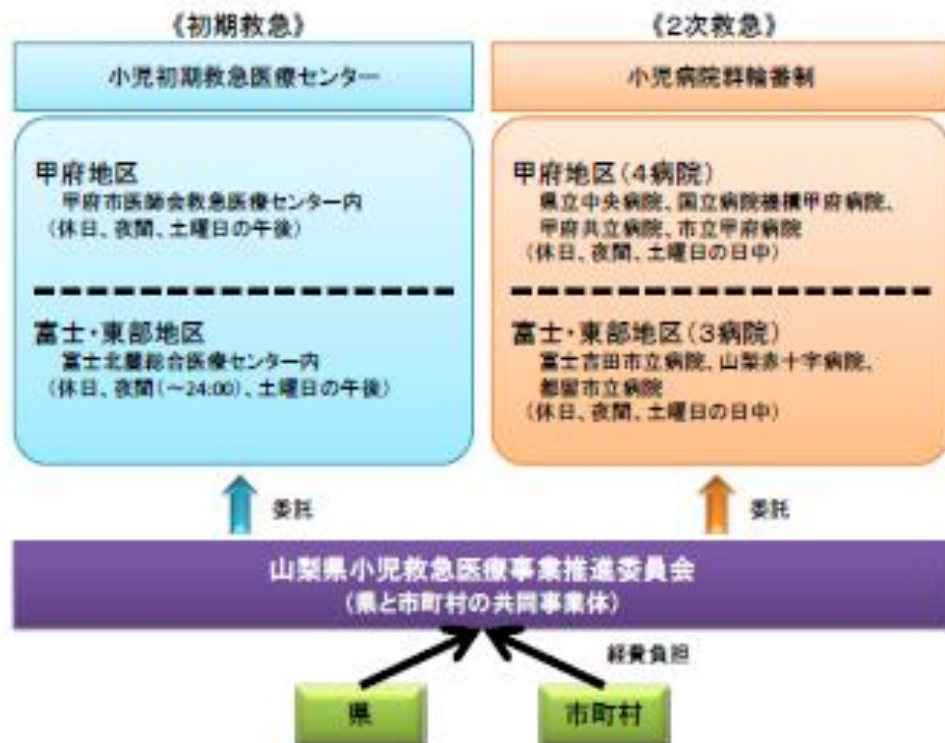 《初期救急》
小児初期救急医療センター
甲府地区
甲府市医師会救急医療センター内
(休日、夜間、土曜日の午後)
富士・東部地区
富士北麓総合医療センター内
(休日、夜間(～24:00)、土曜日の午後)
《2次救急》
小児病院群輪番制
甲府地区(4病院)
県立中央病院、国立病院機構甲府病院、
甲府共立病院、市立甲府病院
(休日、夜間、土曜日の日中)
富士・東部地区(3病院)
富士吉田市立病院、山梨赤十字病院、
都留市立病院
(休日、夜間、土曜日の日中)
委託
委託
山梨県小児救急医療事業推進委員会
(県と市町村の共同事業体)
経費負担
県
市町村